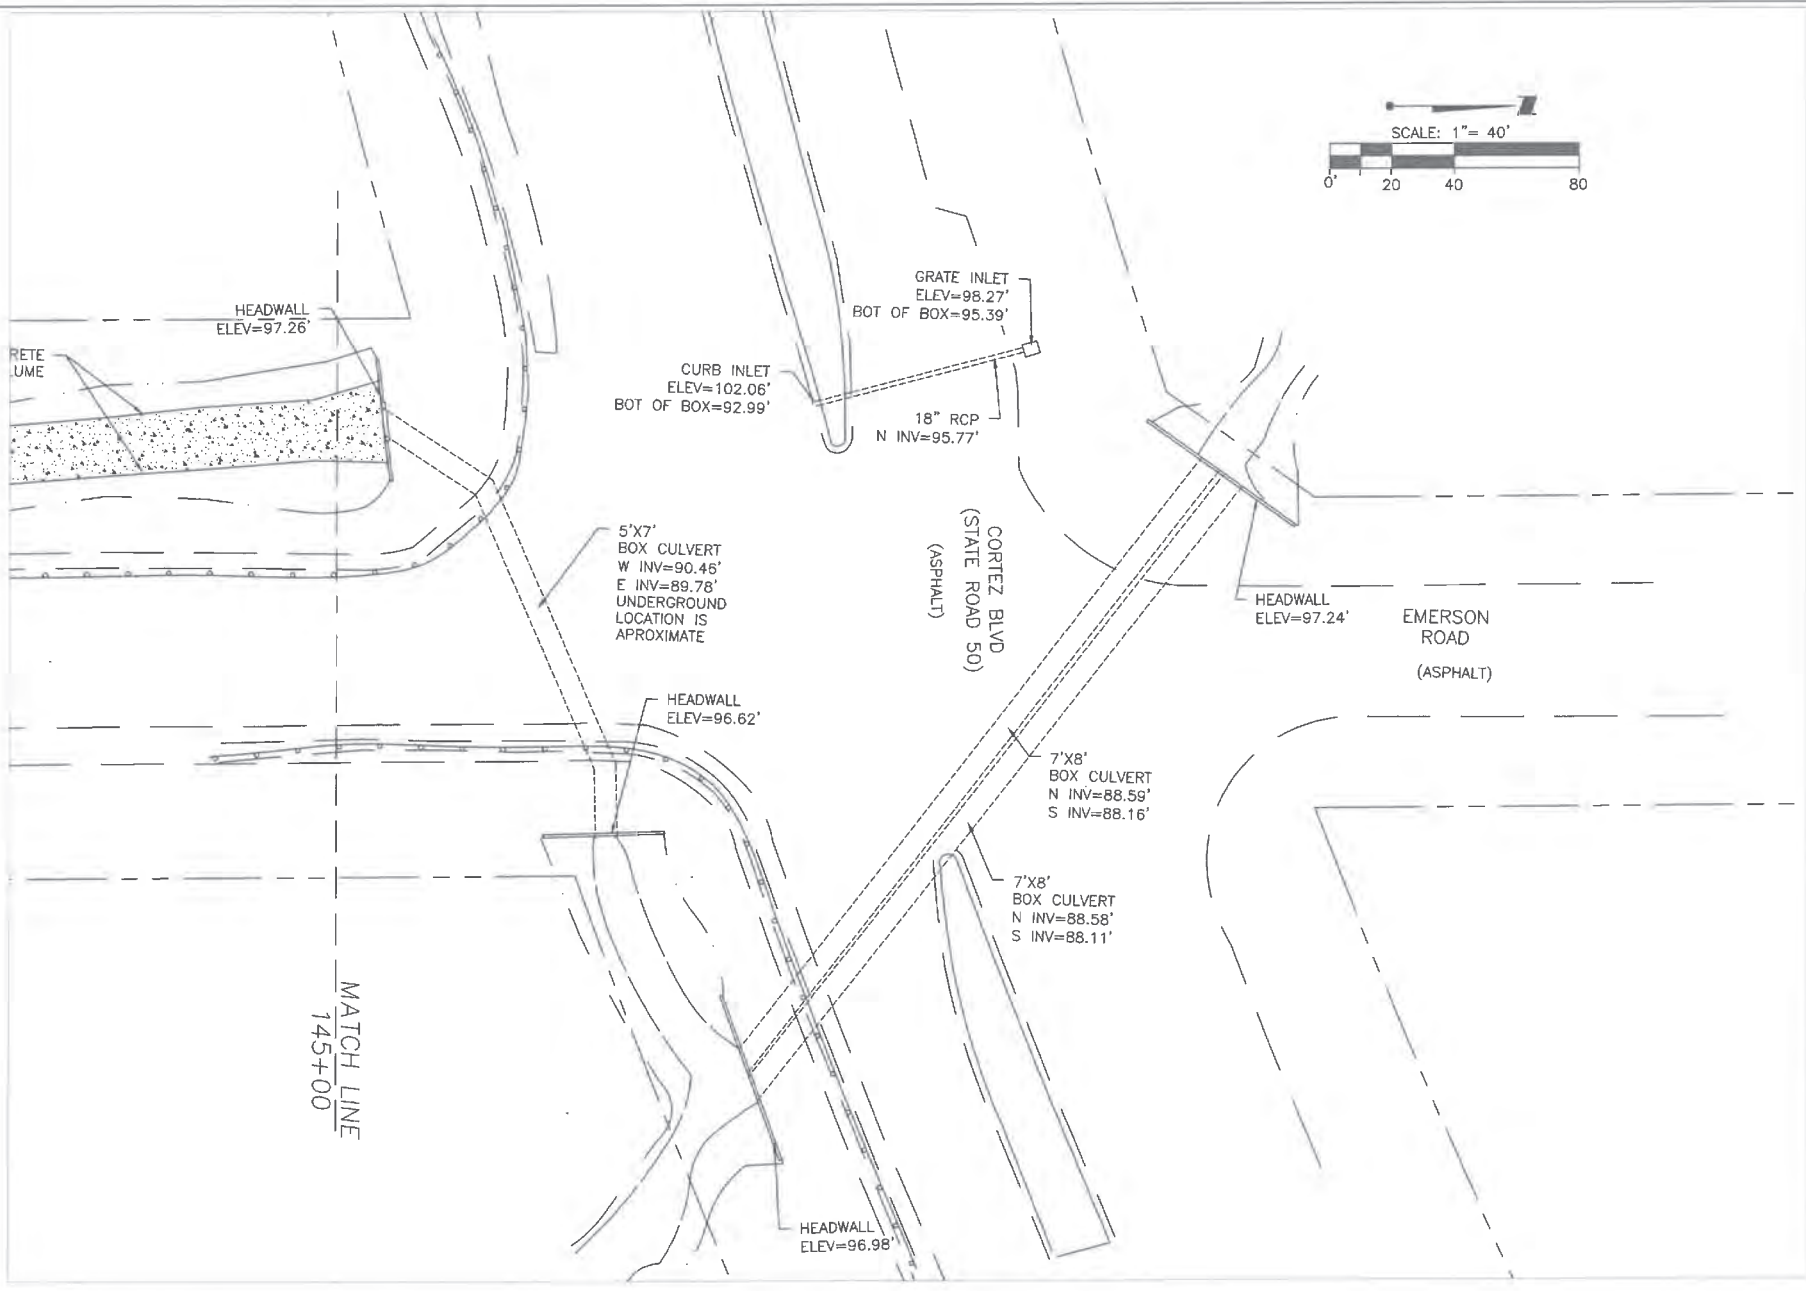 SCALE: 1"= 40'
0'
20
40
80
GRATE INLET
ELEV=98.27'
BOT OF BOX=95.39'
HEADWALL
ELEV=97.26'
RETE
UME
CURB INLET
ELEV=102.06'
BOT OF BOX=92.99'
18" RCP
N INV=95.77'
5'X7'
BOX CULVERT
W INV=90.46'
E INV=89.78'
UNDERGROUND
LOCATION IS
APROXIMATE
CORTEZ BLVD
(STATE ROAD 50)
(ASPHALT)
HEADWALL
ELEV=97.24'
EMERSON
ROAD
(ASPHALT)
HEADWALL
ELEV=96.62'
7'X8'
BOX CULVERT
N INV=88.59'
S INV=88.16'
7'X8'
BOX CULVERT
N INV=88.58'
S INV=88.11'
MATCH LINE
145+00
HEADWALL
ELEV=96.98'